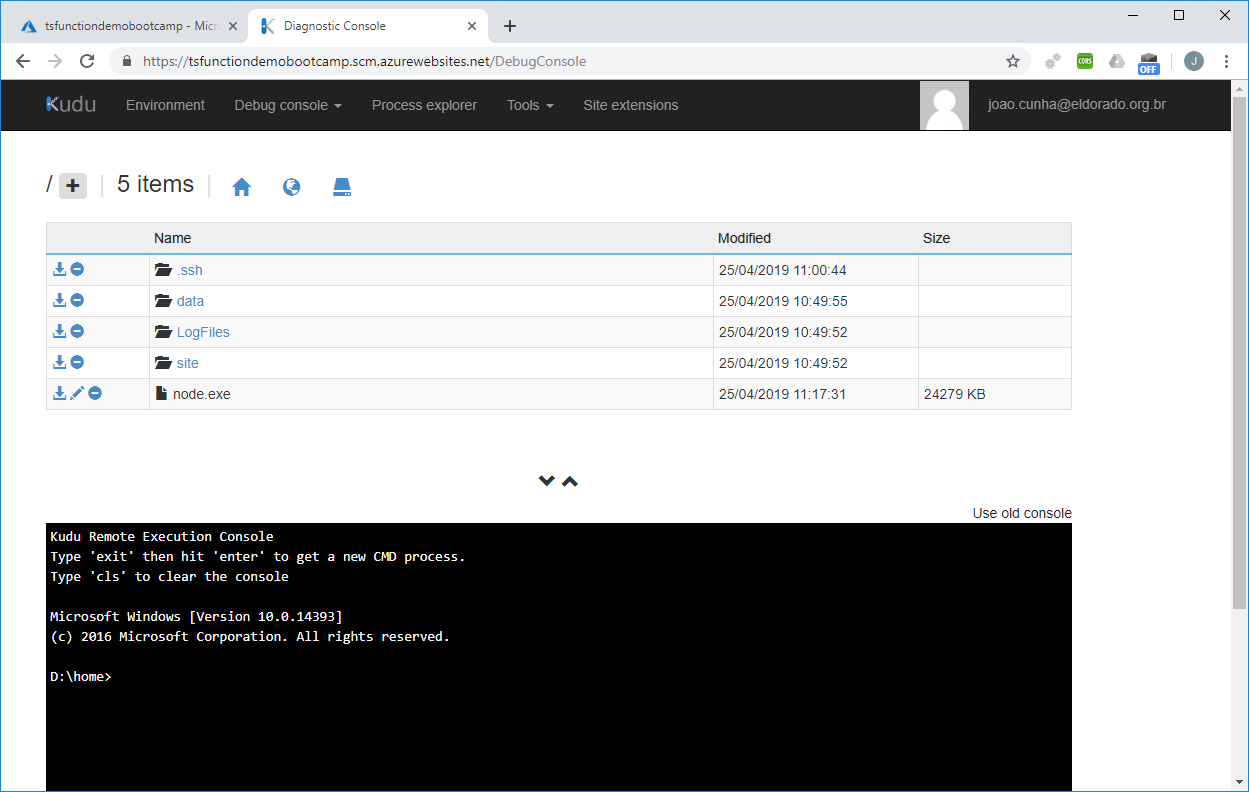 tsfunctiondemobootcamp - Micr
Diagnostic Console
https://tsfunctiondemobootcamp.scm.azurewebsites.net/DebugConsole
CORS
OFF
J
Kudu Environment Debug console Process explorer Tools Site extensions joao.cunha@eldorado.org.br
/ + | 5 items |
Name Modified Size
.ssh 25/04/2019 11:00:44
data 25/04/2019 10:49:55
LogFiles 25/04/2019 10:49:52
site 25/04/2019 10:49:52
node.exe 25/04/2019 11:17:31 24279 KB
Use old console
Kudu Remote Execution Console
Type 'exit' then hit 'enter' to get a new CMD process.
Type 'cls' to clear the console
Microsoft Windows [Version 10.0.14393]
(c) 2016 Microsoft Corporation. All rights reserved.
D:\home>